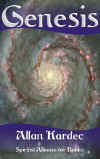 Genesis
Allan Kardec
Spiritist Alliance for Books